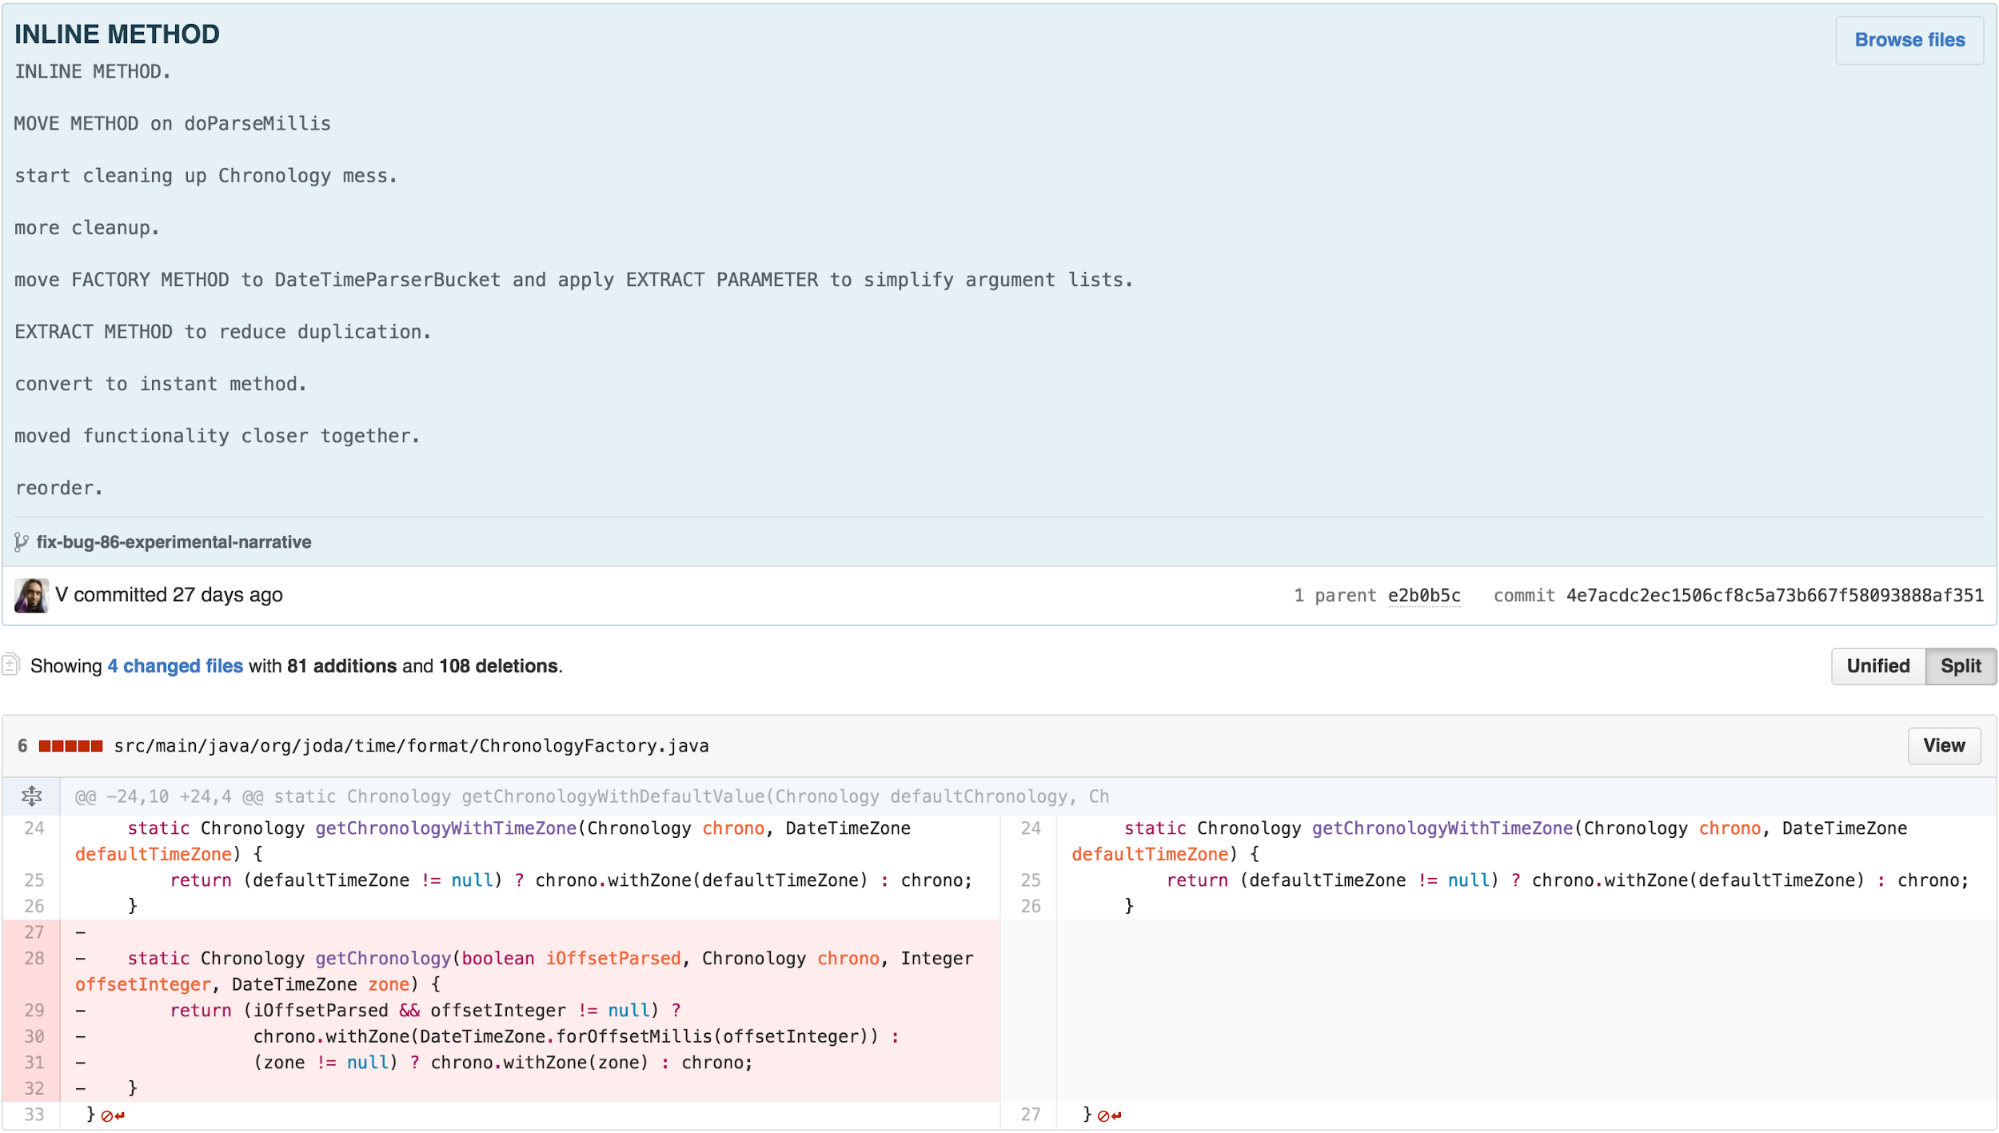 INLINE METHOD
Browse files
INLINE METHOD.
MOVE METHOD on doParseMillis
start cleaning up Chronology mess.
more cleanup.
move FACTORY METHOD to DateTimeParserBucket and apply EXTRACT PARAMETER to simplify argument lists.
EXTRACT METHOD to reduce duplication.
convert to instant method.
moved functionality closer together.
reorder.
fix-bug-86-experimental-narrative
V committed 27 days ago
1 parent e2b0b5c commit 4e7acdc2ec1506cf8c5a73b667f58093888af351
Showing 4 changed files with 81 additions and 108 deletions.
Unified Split
6 src/main/java/org/joda/time/format/ChronologyFactory.java
View
@@ -24,10 +24,4 @@ static Chronology getChronologyWithDefaultValue(Chronology defaultChronology, Ch
24 static Chronology getChronologyWithTimeZone(Chronology chrono, DateTimeZone
defaultTimeZone) {
25 return (defaultTimeZone != null) ? chrono.withZone(defaultTimeZone) : chrono;
26 }
27 -
28 - static Chronology getChronology(boolean iOffsetParsed, Chronology chrono, Integer
offsetInteger, DateTimeZone zone) {
29 - return (iOffsetParsed && offsetInteger != null) ?
30 - chrono.withZone(DateTimeZone.forOffsetMillis(offsetInteger)) :
31 - (zone != null) ? chrono.withZone(zone) : chrono;
32 - }
33 }
24 static Chronology getChronologyWithTimeZone(Chronology chrono, DateTimeZone
defaultTimeZone) {
25 return (defaultTimeZone != null) ? chrono.withZone(defaultTimeZone) : chrono;
26 }
27 }